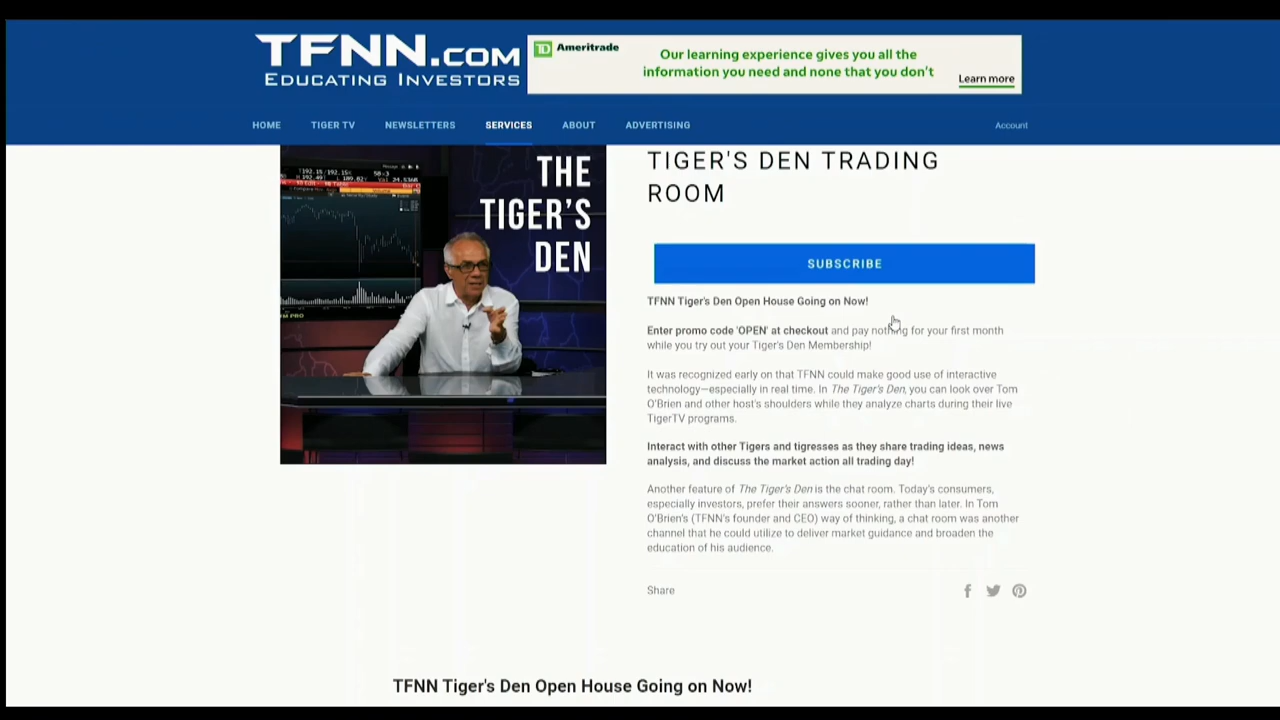 TFNN.COM
EDUCATING INVESTORS
TD Ameritrade
Our learning experience gives you all the
information you need and none that you don't
Learn more
HOME TIGER TV NEWSLETTERS SERVICES ABOUT ADVERTISING Account
THE
TIGER'S
DEN
TIGER'S DEN TRADING
ROOM
SUBSCRIBE
TFNN Tiger's Den Open House Going on Now!
Enter promo code 'OPEN' at checkout and pay nothing for your first month
while you try out your Tiger's Den Membership!
It was recognized early on that TFNN could make good use of interactive
technology—especially in real time. In The Tiger's Den, you can look over Tom
O'Brien and other host's shoulders while they analyze charts during their live
TigerTV programs.
Interact with other Tigers and tigresses as they share trading ideas, news
analysis, and discuss the market action all trading day!
Another feature of The Tiger's Den is the chat room. Today's consumers,
especially investors, prefer their answers sooner, rather than later. In Tom
O'Brien's (TFNN's founder and CEO) way of thinking, a chat room was another
channel that he could utilize to deliver market guidance and broaden the
education of his audience.
Share
TFNN Tiger's Den Open House Going on Now!